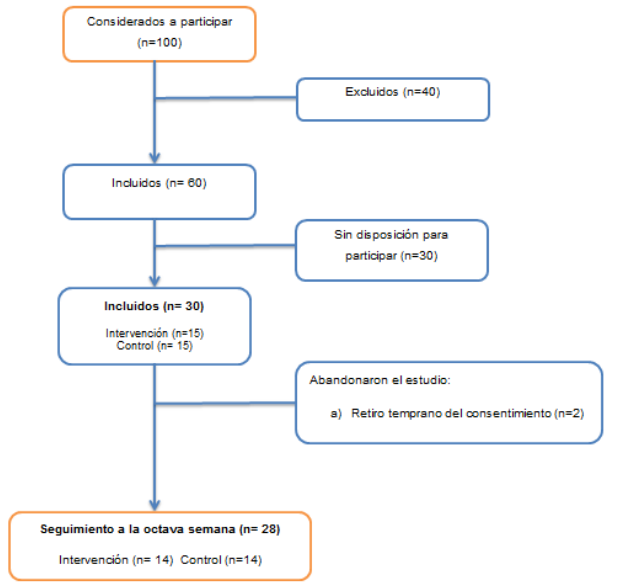 Considerados a participar
(n=100)
Excluidos (n=40)
Incluidos (n= 60)
Sin disposición para
participar (n=30)
Incluidos (n= 30)
Intervención (n=15)
Control (n= 15)
Abandonaron el estudio:
a) Retiro temprano del consentimiento (n=2)
Seguimiento a la octava semana (n= 28)
Intervención (n= 14) Control (n=14)